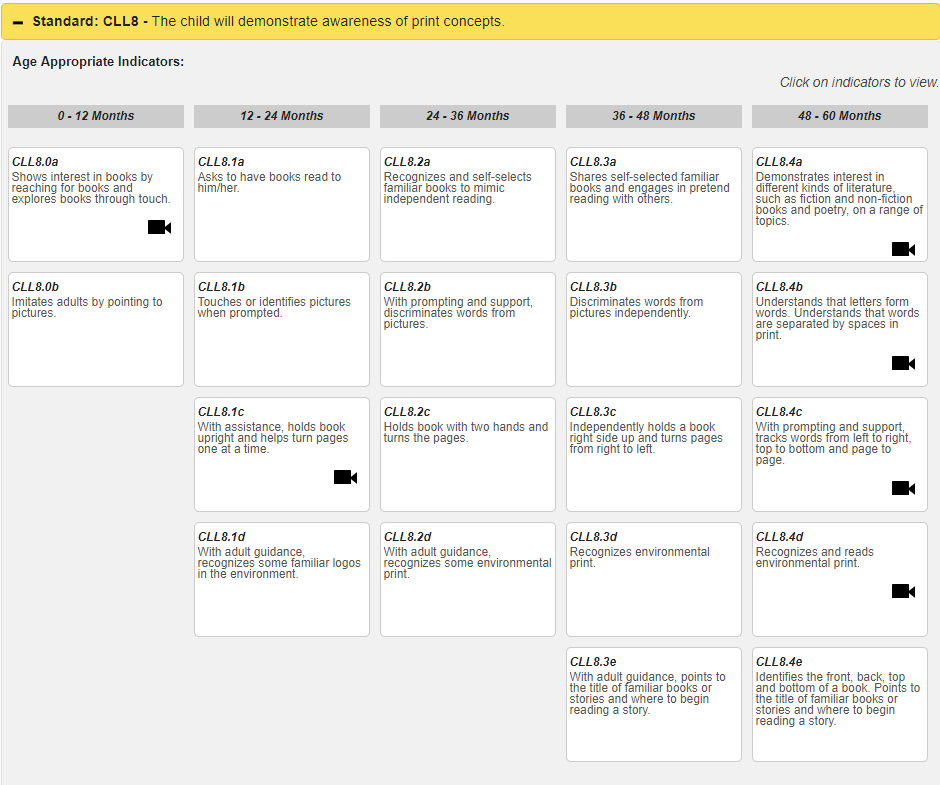 Standard: CLL8 - The child will demonstrate awareness of print concepts.
Age Appropriate Indicators:
Click on indicators to view.
0 - 12 Months
12 - 24 Months
24 - 36 Months
36 - 48 Months
48 - 60 Months
CLL8.0a
Shows interest in books by
reaching for books and
explores books through touch.
CLL8.1a
Asks to have books read to
him/her.
CLL8.2a
Recognizes and self-selects
familiar books to mimic
independent reading.
CLL8.3a
Shares self-selected familiar
books and engages in pretend
reading with others.
CLL8.4a
Demonstrates interest in
different kinds of literature,
such as fiction and non-fiction
books and poetry, on a range of
topics.
CLL8.0b
Imitates adults by pointing to
pictures.
CLL8.1b
Touches or identifies pictures
when prompted.
CLL8.2b
With prompting and support,
discriminates words from
pictures.
CLL8.3b
Discriminates words from
pictures independently.
CLL8.4b
Understands that letters form
words. Understands that words
are separated by spaces in
print.
CLL8.1c
With assistance, holds book
upright and helps turn pages
one at a time.
CLL8.2c
Holds book with two hands and
turns the pages.
CLL8.3c
Independently holds a book
right side up and turns pages
from right to left.
CLL8.4c
With prompting and support,
tracks words from left to right,
top to bottom and page to
page.
CLL8.1d
With adult guidance,
recognizes some familiar logos
in the environment.
CLL8.2d
With adult guidance,
recognizes some environmental
print.
CLL8.3d
Recognizes environmental
print.
CLL8.4d
Recognizes and reads
environmental print.
CLL8.3e
With adult guidance, points to
the title of familiar books or
stories and where to begin
reading a story.
CLL8.4e
Identifies the front, back, top
and bottom of a book. Points to
the title of familiar books or
stories and where to begin
reading a story.